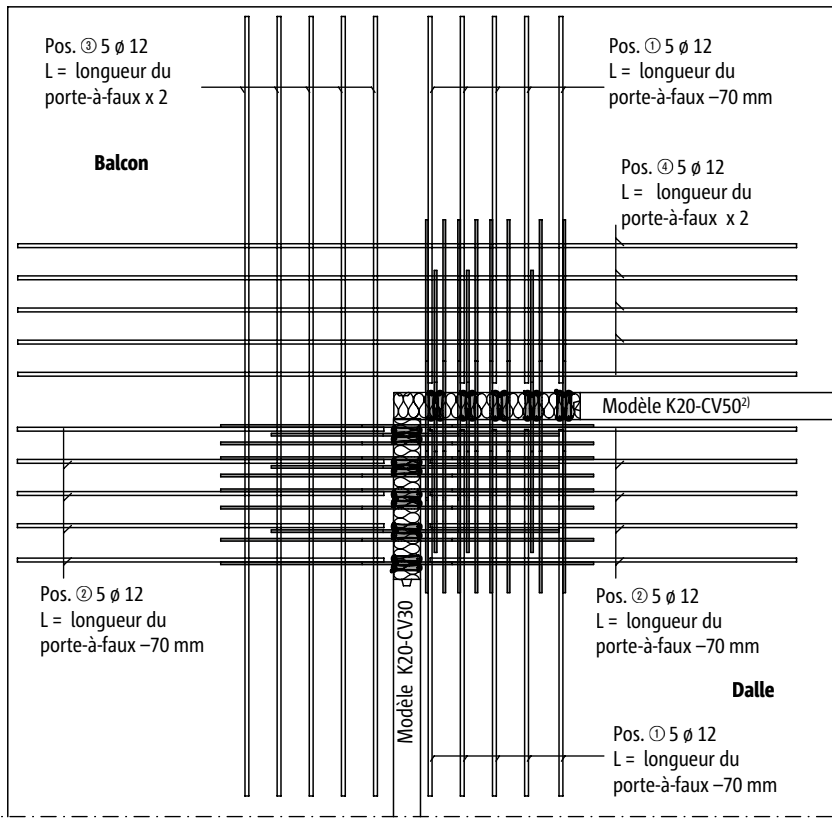 Pos. ③ 5 ø 12
L = longueur du
porte-à-faux x 2
Pos. ① 5 ø 12
L = longueur du
porte-à-faux –70 mm
Balcon
Pos. ④ 5 ø 12
L = longueur du
porte-à-faux x 2
Modèle K20-CV50²⁾
Pos. ② 5 ø 12
L = longueur du
porte-à-faux –70 mm
Modèle K20-CV30
Pos. ② 5 ø 12
L = longueur du
porte-à-faux –70 mm
Dalle
Pos. ① 5 ø 12
L = longueur du
porte-à-faux –70 mm